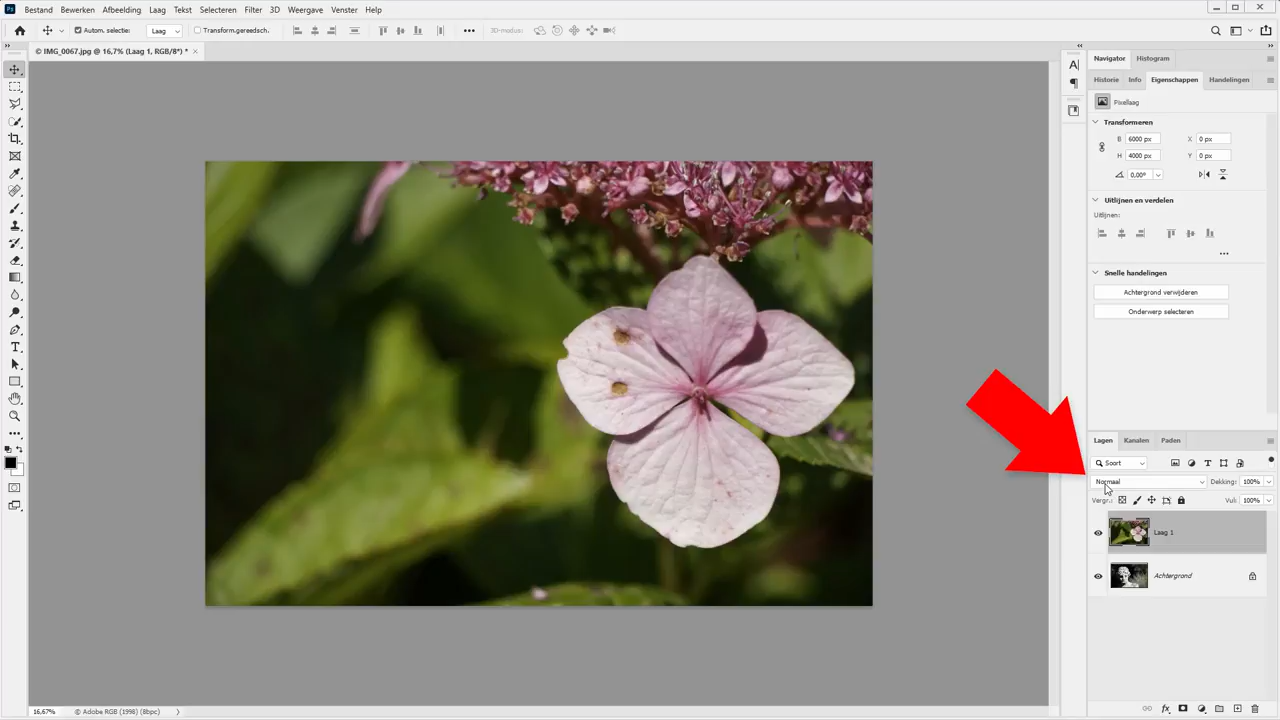 Ps Bestand Bewerken Afbeelding Laag Tekst Selecteren Filter 3D Weergave Venster Help
Autom. selectie: Laag Transform.gereedsch. 3D-modus:
© IMG_0067.jpg @ 16,7% (Laag 1, RGB/8*) *
Navigator Histogram
Historie Info Eigenschappen Handelingen
Pixellaag
Transformeren
B 6000 px X 0 px
H 4000 px Y 0 px
0,00°
Uitlijnen en verdelen
Uitlijnen:
Snelle handelingen
Achtergrond verwijderen
Onderwerp selecteren
Lagen Kanalen Paden
Soort
Normaal Dekking: 100%
Vergr.: Vul: 100%
Laag 1
Achtergrond
16,67% © Adobe RGB (1998) (8bpc)